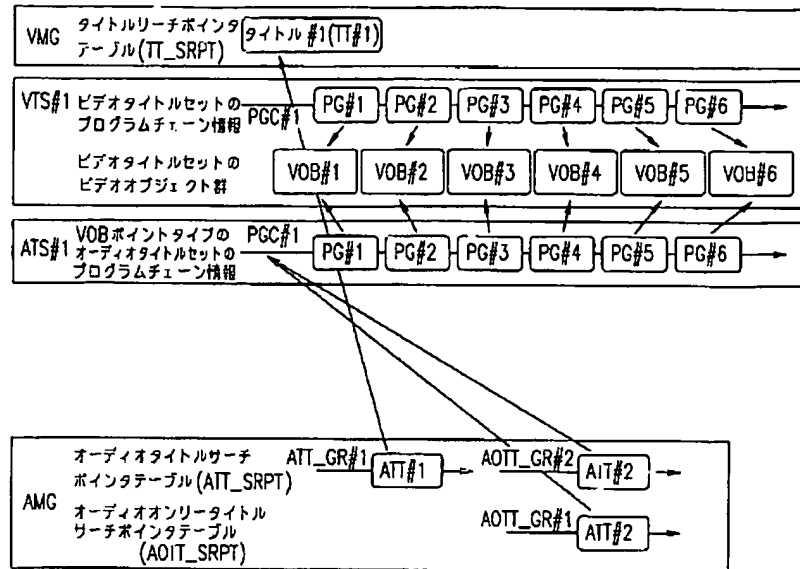 VMG タイトルリーチポインタ
テーブル(TT_SRPT)
タイトル #1(TT#1)
VTS#1 ビデオタイトルセットの
プログラムチェーン情報
PGC#1
PG#1 PG#2 PG#3 PG#4 PG#5 PG#6
ビデオタイトルセットの
ビデオオブジェクト群
VOB#1 VOB#2 VOB#3 VOB#4 VOB#5 VOB#6
ATS#1 VOBポイントタイプの
オーディオタイトルセットの
プログラムチェーン情報
PGC#1
PG#1 PG#2 PG#3 PG#4 PG#5 PG#6
AMG
オーディオタイトルサーチ
ポインタテーブル(ATT_SRPT)
ATT_GR#1 ATT#1 AOTT_GR#2 AIT#2
オーディオオンリータイトル
サーチポインタテーブル
(AOIT_SRPT)
AOTT_GR#1 ATT#2